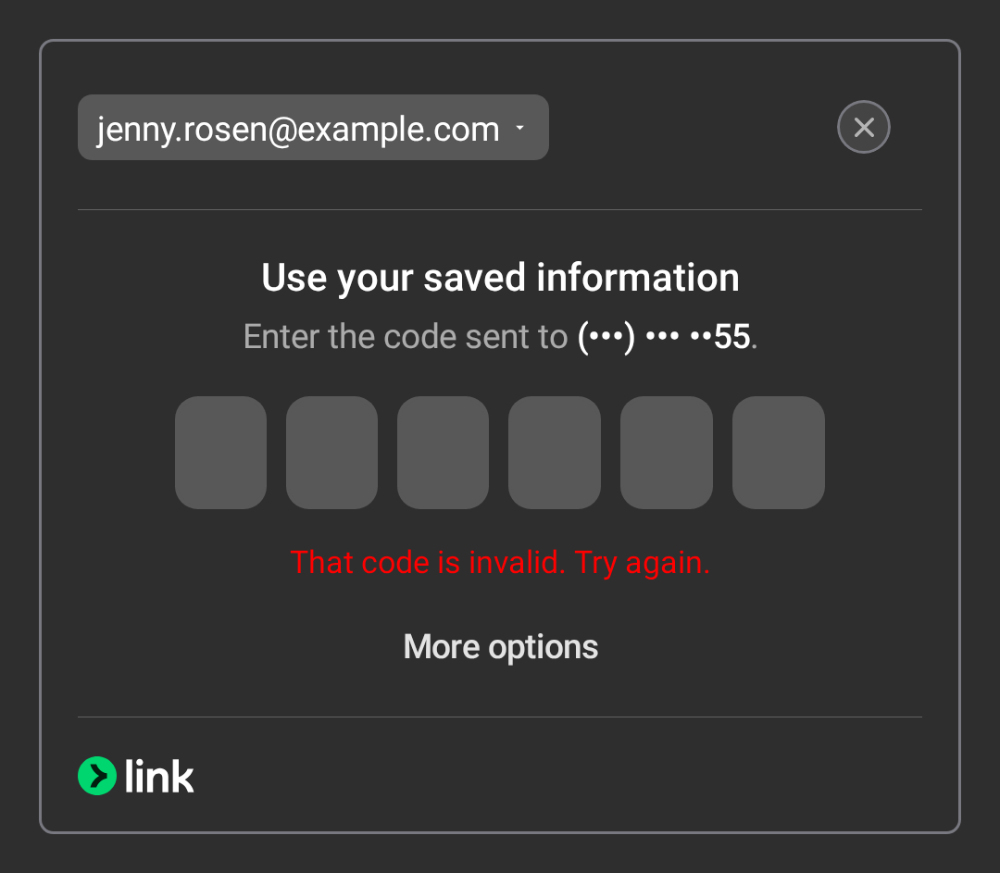 jenny.rosen@example.com
Use your saved information
Enter the code sent to (•••) ••• ••55.
That code is invalid. Try again.
More options
link